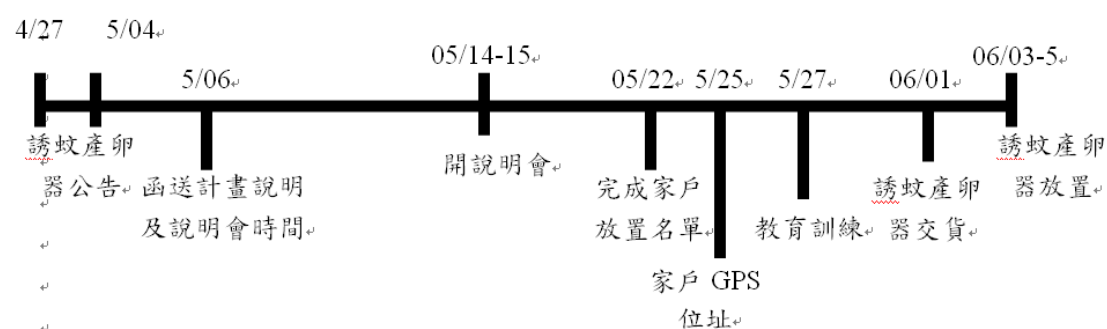 4/27
5/04
05/14-15
06/03-5
5/06
05/22
5/25
5/27
06/01
誘蚊產卵
器公告
函送計畫說明
及說明會時間
開說明會
完成家戶
放置名單
家戶 GPS
位址
教育訓練
誘蚊產卵
器交貨
誘蚊產卵
器放置